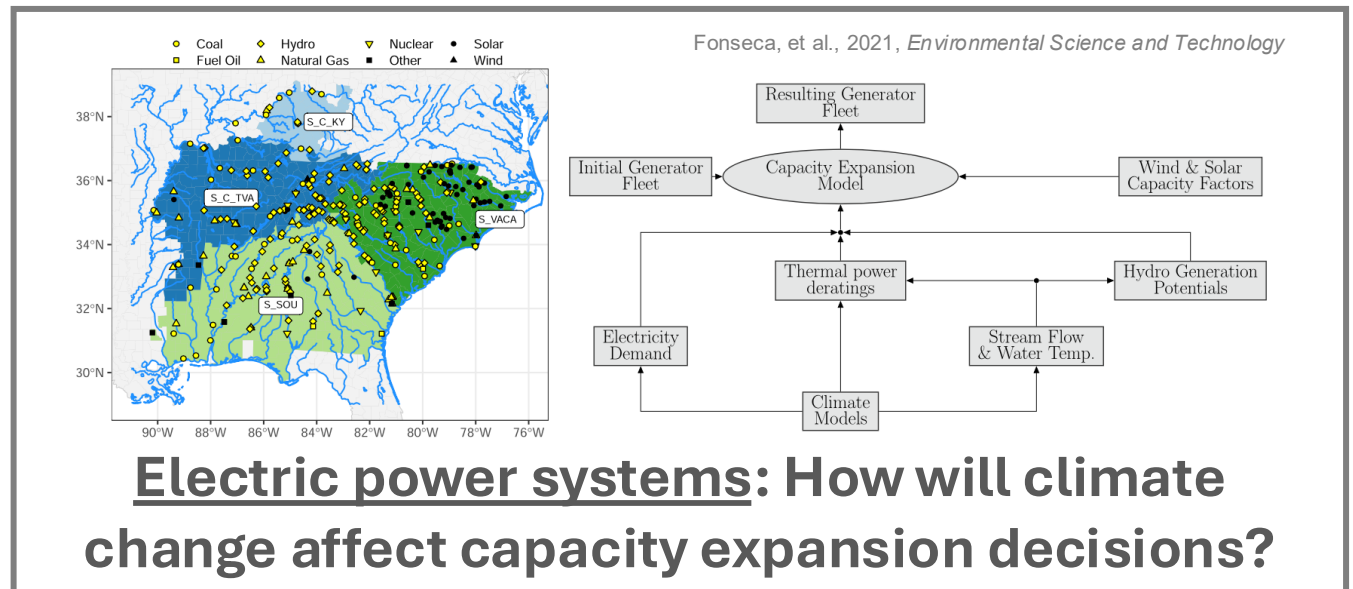 Coal Hydro Nuclear Solar
Fuel Oil Natural Gas Other Wind
Fonseca, et al., 2021, Environmental Science and Technology
38°N
36°N
34°N
32°N
30°N
S_C_KY
S_C_TVA
S_VACA
S_SOU
90°W 88°W 86°W 84°W 82°W 80°W 78°W 76°W
Resulting Generator
Fleet
Initial Generator
Fleet
Capacity Expansion
Model
Wind & Solar
Capacity Factors
Thermal power
deratings
Hydro Generation
Potentials
Electricity
Demand
Stream Flow
& Water Temp.
Climate
Models
Electric power systems: How will climate
change affect capacity expansion decisions?